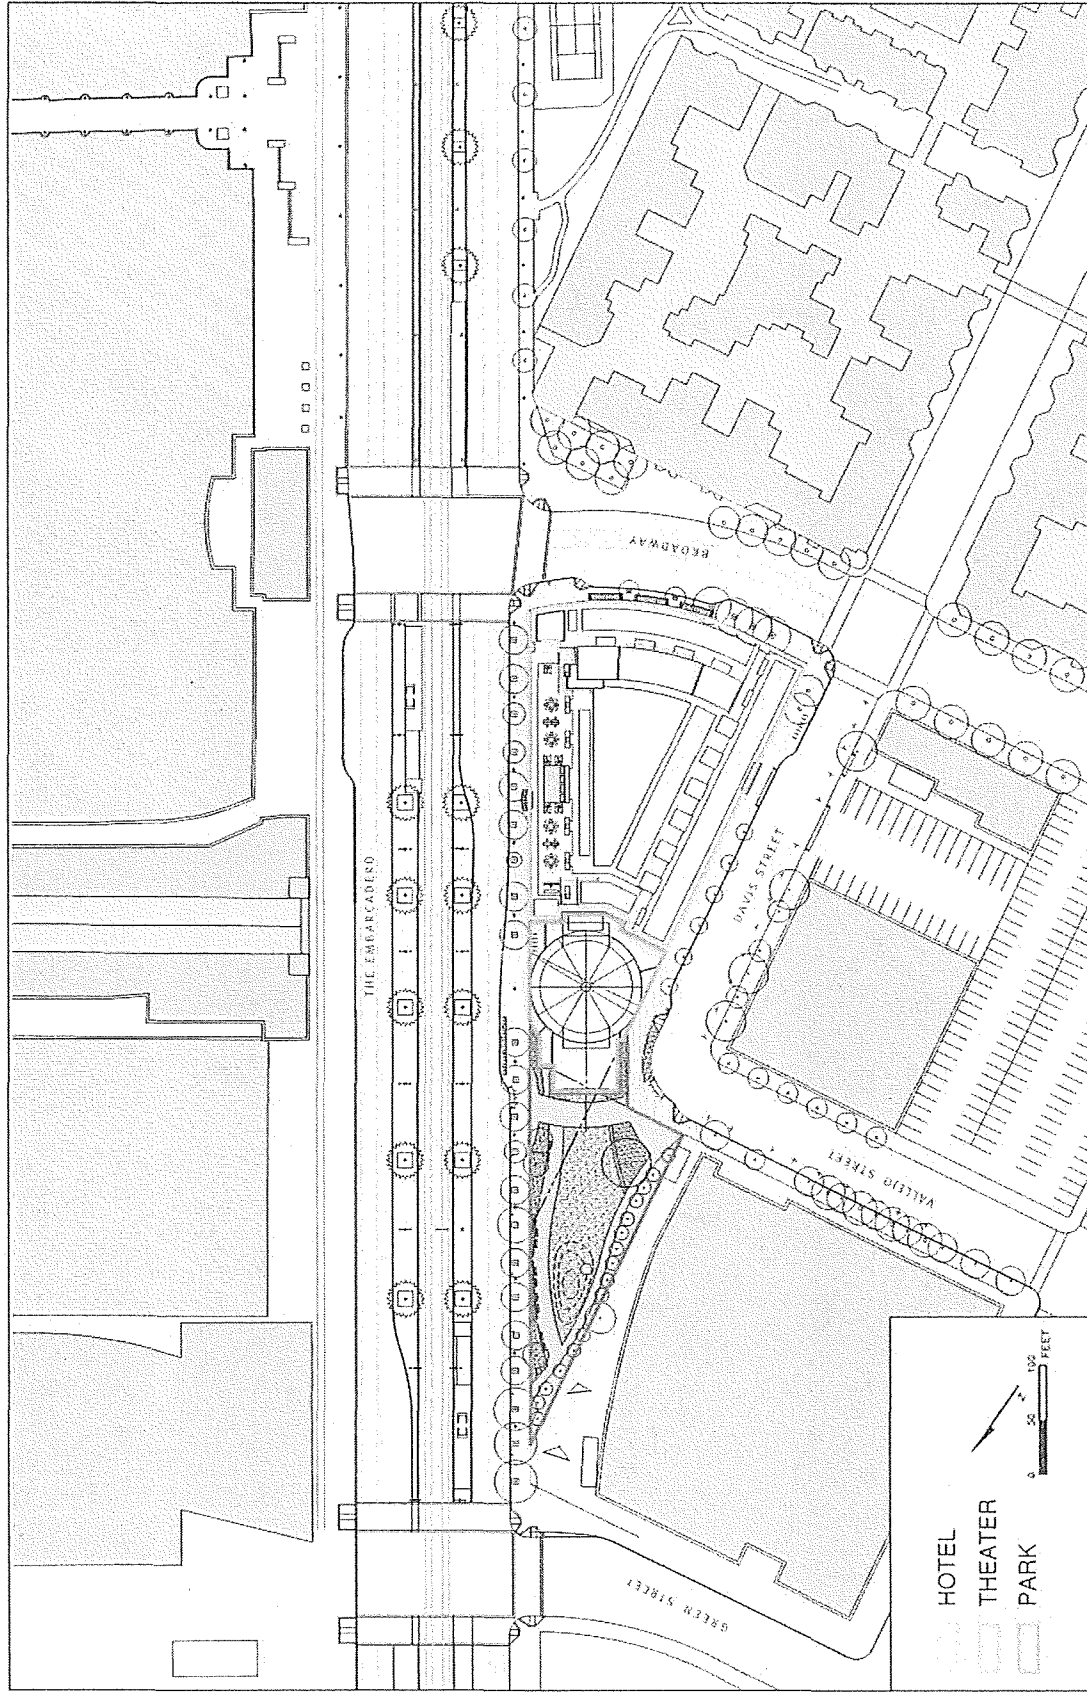 THE EMBARCADERO
BROADWAY
DAVIS STREET
VALLEJO STREET
GREEN STREET
HOTEL
THEATER
PARK
0 50 100 FEET